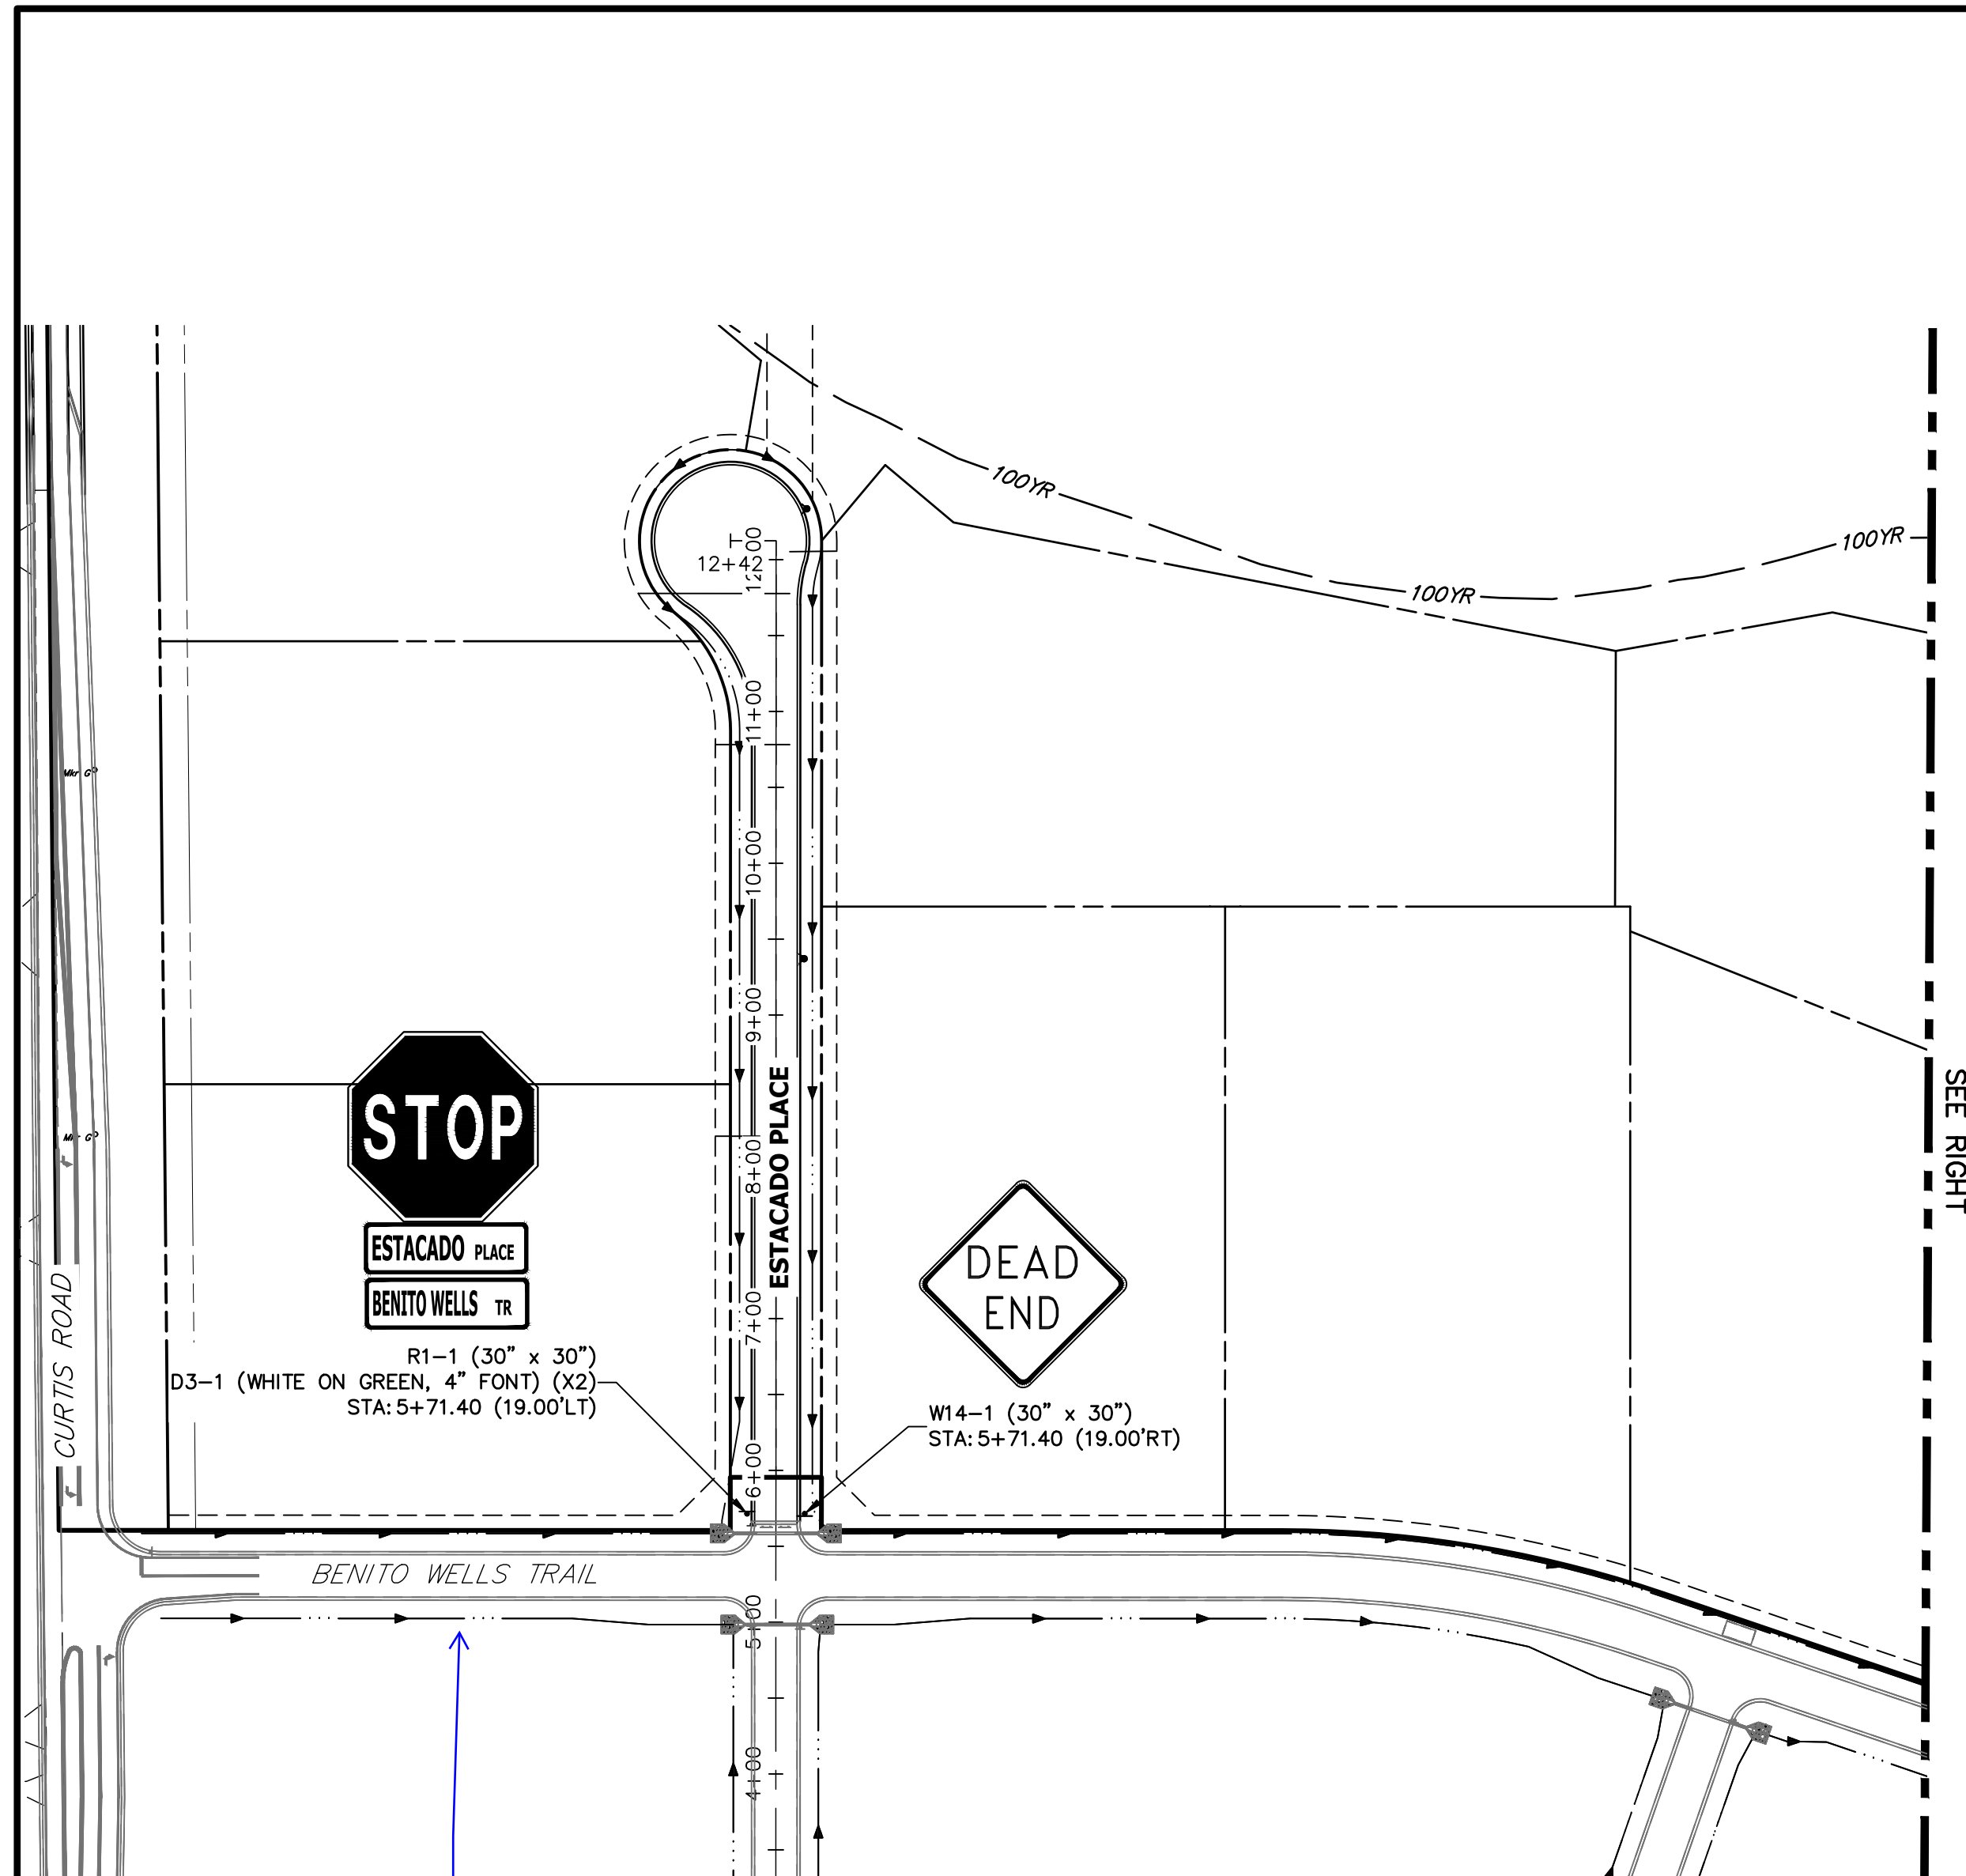 100YR
100YR
100YR
12+00
12+42
11+00
10+00
9+00
8+00
7+00
6+00
5+00
4+00
ESTACADO PLACE
Mkr G
STOP
ESTACADO PLACE
BENITO WELLS TR
R1-1 (30" x 30")
D3-1 (WHITE ON GREEN, 4" FONT) (X2)
STA: 5+71.40 (19.00'LT)
DEAD
END
W14-1 (30" x 30")
STA: 5+71.40 (19.00'RT)
CURTIS ROAD
BENITO WELLS TRAIL
SEE RIGHT